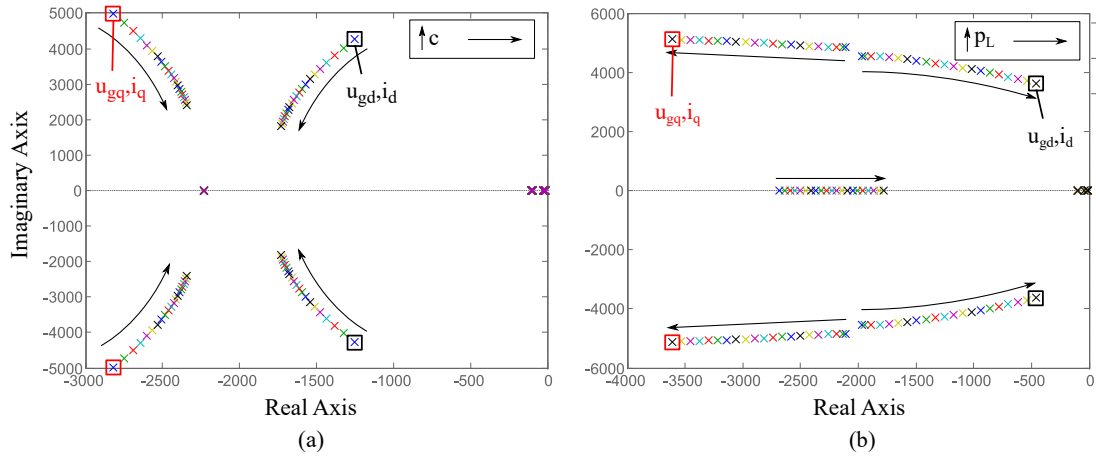 5000
4000
3000
2000
1000
0
-1000
-2000
-3000
-4000
-5000
-3000 -2500 -2000 -1500 -1000 -500 0
Imaginary Axix
Real Axis
(a)
c
u_gq,i_q
u_gd,i_d
6000
4000
2000
0
-2000
-4000
-6000
-4000 -3500 -3000 -2500 -2000 -1500 -1000 -500 0
Real Axis
(b)
p_L
u_gq,i_q
u_gd,i_d